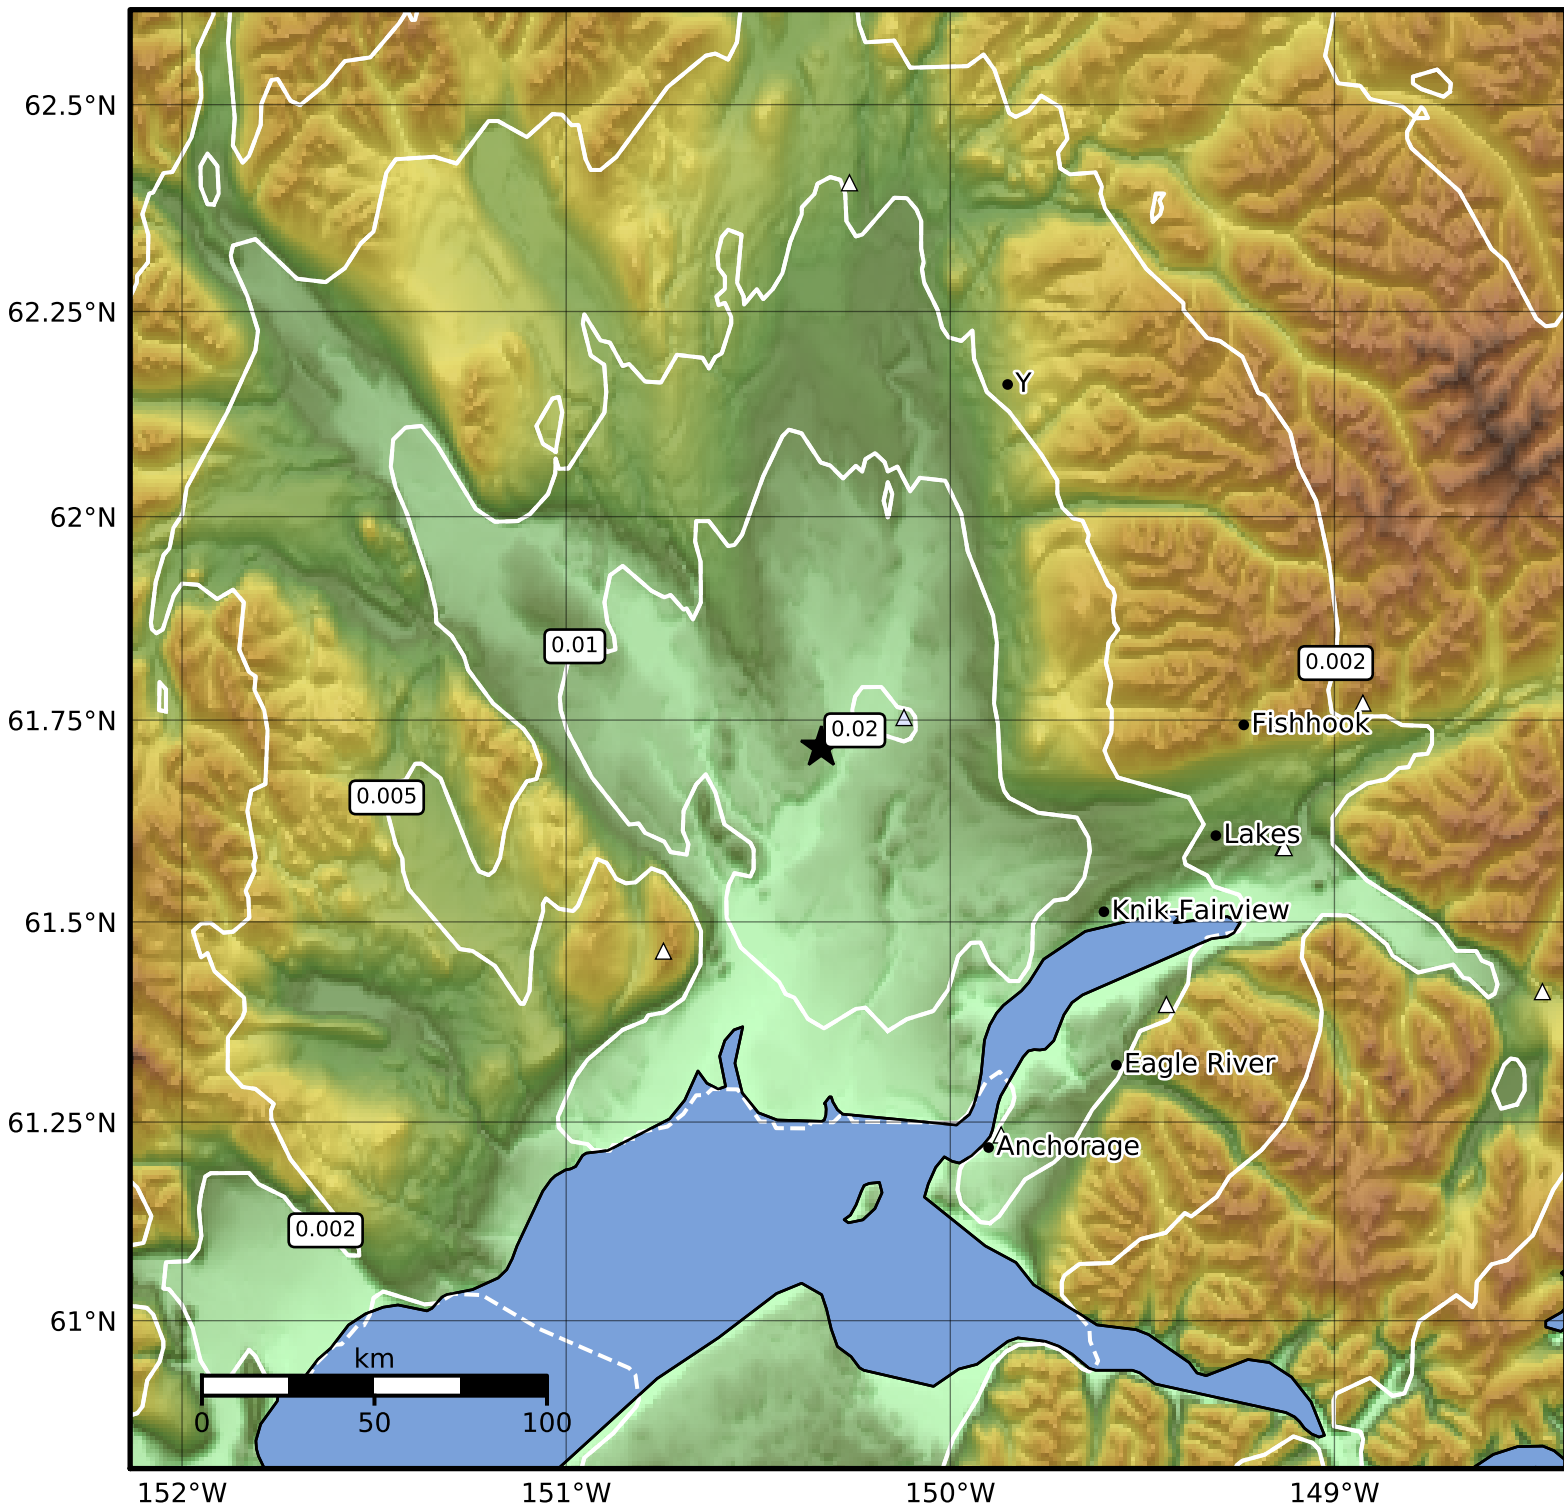 62.5°N
62.25°N
Y
62°N
0.01
0.002
61.75°N
0.02
Fishhook
0.005
Lakes
61.5°N
Knik-Fairview
Eagle River
61.25°N
Anchorage
0.002
61°N
km
0 50 100
152°W 151°W 150°W 149°W